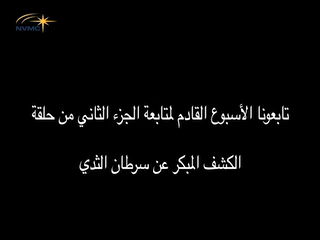 NVMC
تابعونا الأسبوع القادم لمتابعة الجزء الثاني من حلقة
الكشف المبكر عن سرطان الثدي